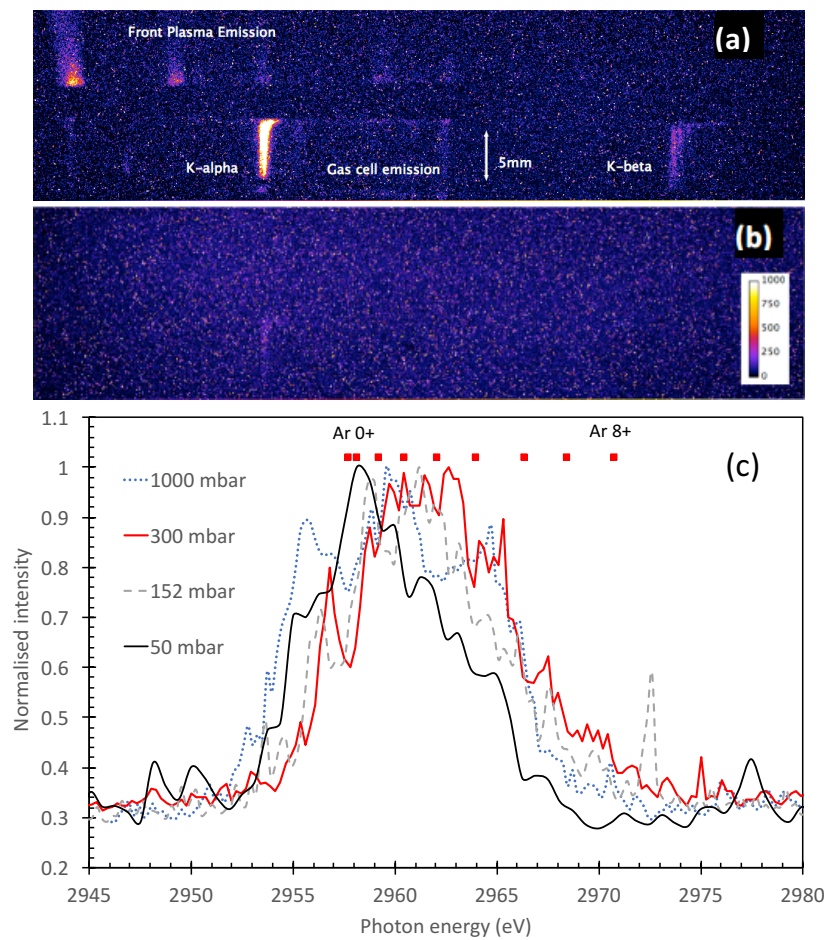 (a)
Front Plasma Emission
K-alpha
Gas cell emission
5mm
K-beta
(b)
1000
750
500
250
0
(c)
Ar 0+
Ar 8+
1000 mbar
300 mbar
152 mbar
50 mbar
Normalised intensity
1.1
1
0.9
0.8
0.7
0.6
0.5
0.4
0.3
0.2
2945 2950 2955 2960 2965 2970 2975 2980
Photon energy (eV)